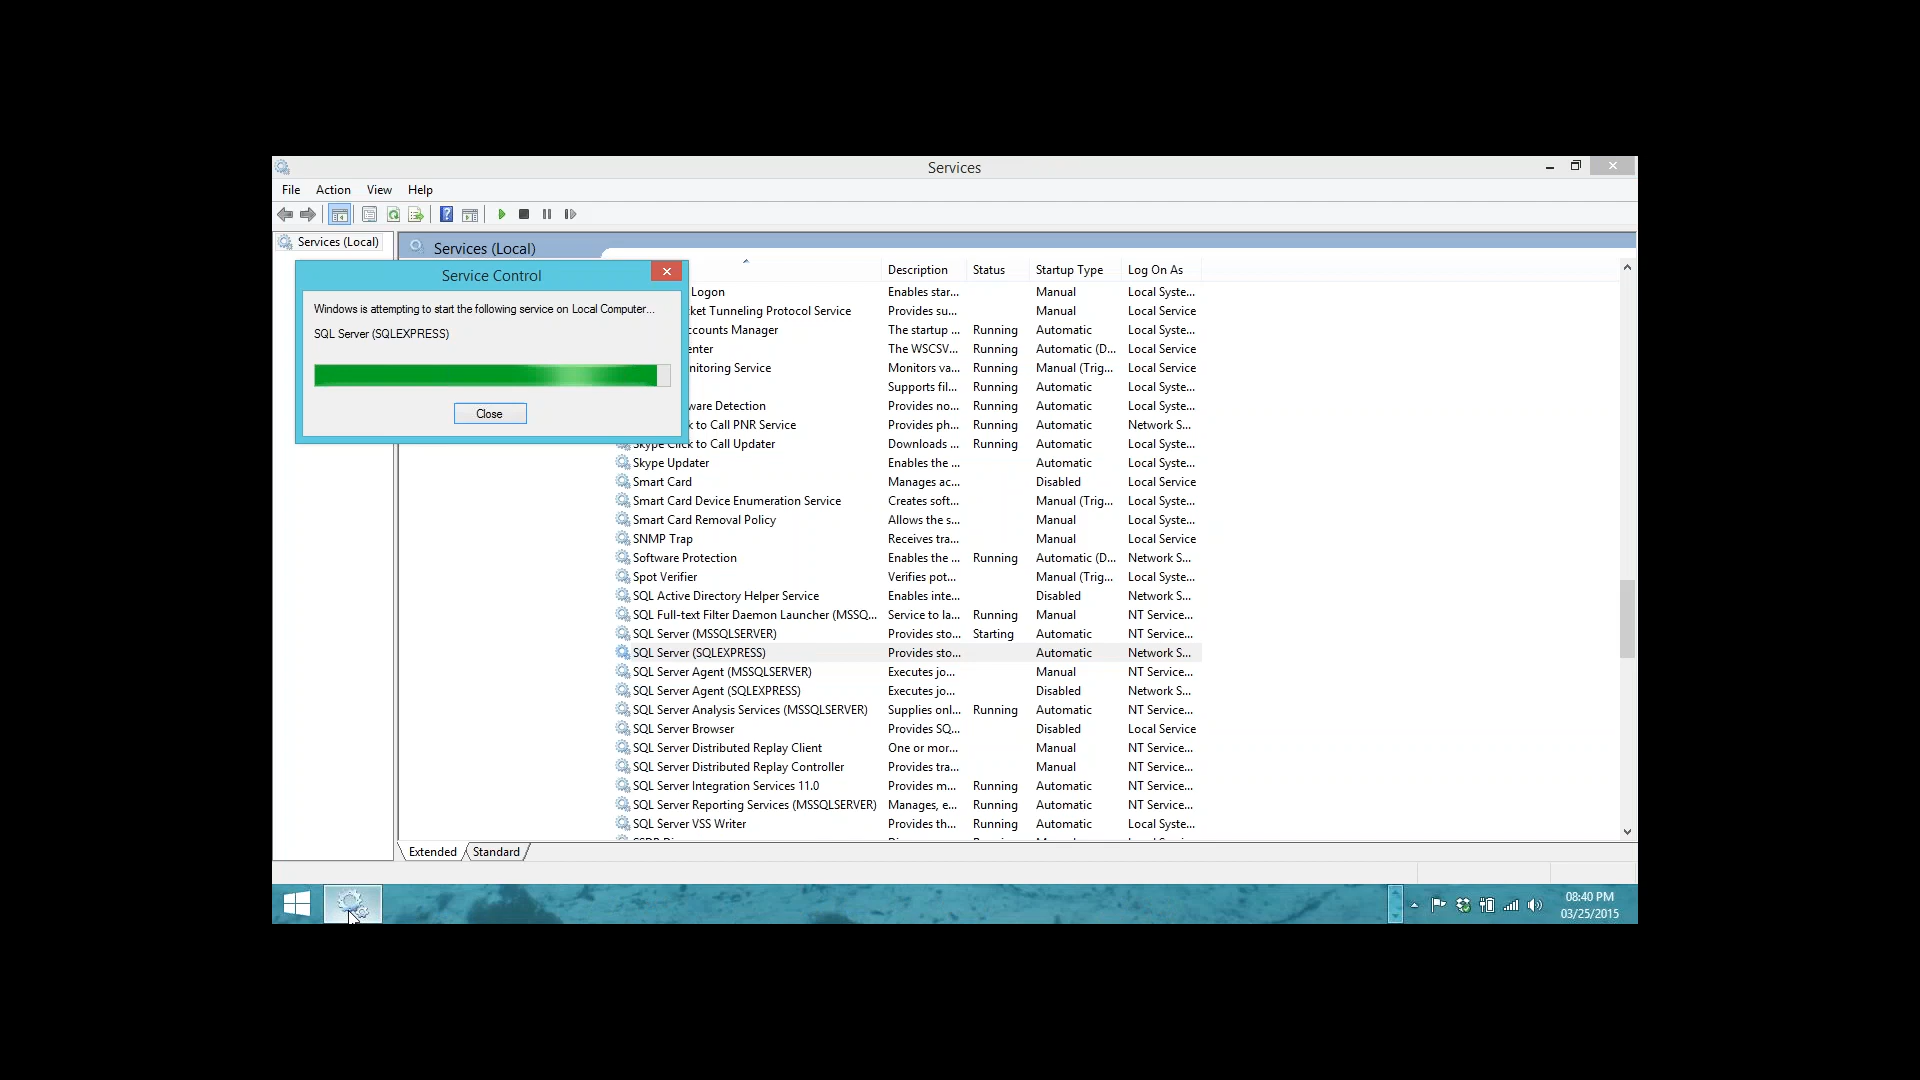 Services
File Action View Help
Services (Local)
Services (Local)
Service Control
Windows is attempting to start the following service on Local Computer...
SQL Server (SQLEXPRESS)
Close
Description Status Startup Type Log On As
Logon Enables star... Manual Local Syste...
ket Tunneling Protocol Service Provides su... Manual Local Service
counts Manager The startup ... Running Automatic Local Syste...
enter The WSCSV... Running Automatic (D... Local Service
nitoring Service Monitors va... Running Manual (Trig... Local Service
Supports fil... Running Automatic Local Syste...
ware Detection Provides no... Running Automatic Local Syste...
k to Call PNR Service Provides ph... Running Automatic Network S...
Skype Click to Call Updater Downloads ... Running Automatic Local Syste...
Skype Updater Enables the ... Automatic Local Syste...
Smart Card Manages ac... Disabled Local Service
Smart Card Device Enumeration Service Creates soft... Manual (Trig... Local Syste...
Smart Card Removal Policy Allows the s... Manual Local Syste...
SNMP Trap Receives tra... Manual Local Service
Software Protection Enables the ... Running Automatic (D... Network S...
Spot Verifier Verifies pot... Manual (Trig... Local Syste...
SQL Active Directory Helper Service Enables inte... Disabled Network S...
SQL Full-text Filter Daemon Launcher (MSSQ... Service to la... Running Manual NT Service...
SQL Server (MSSQLSERVER) Provides sto... Starting Automatic NT Service...
SQL Server (SQLEXPRESS) Provides sto... Automatic Network S...
SQL Server Agent (MSSQLSERVER) Executes jo... Manual NT Service...
SQL Server Agent (SQLEXPRESS) Executes jo... Disabled Network S...
SQL Server Analysis Services (MSSQLSERVER) Supplies onl... Running Automatic NT Service...
SQL Server Browser Provides SQ... Disabled Local Service
SQL Server Distributed Replay Client One or mor... Manual NT Service...
SQL Server Distributed Replay Controller Provides tra... Manual NT Service...
SQL Server Integration Services 11.0 Provides m... Running Automatic NT Service...
SQL Server Reporting Services (MSSQLSERVER) Manages, e... Running Automatic NT Service...
SQL Server VSS Writer Provides th... Running Automatic Local Syste...
Extended Standard
08:40 PM
03/25/2015